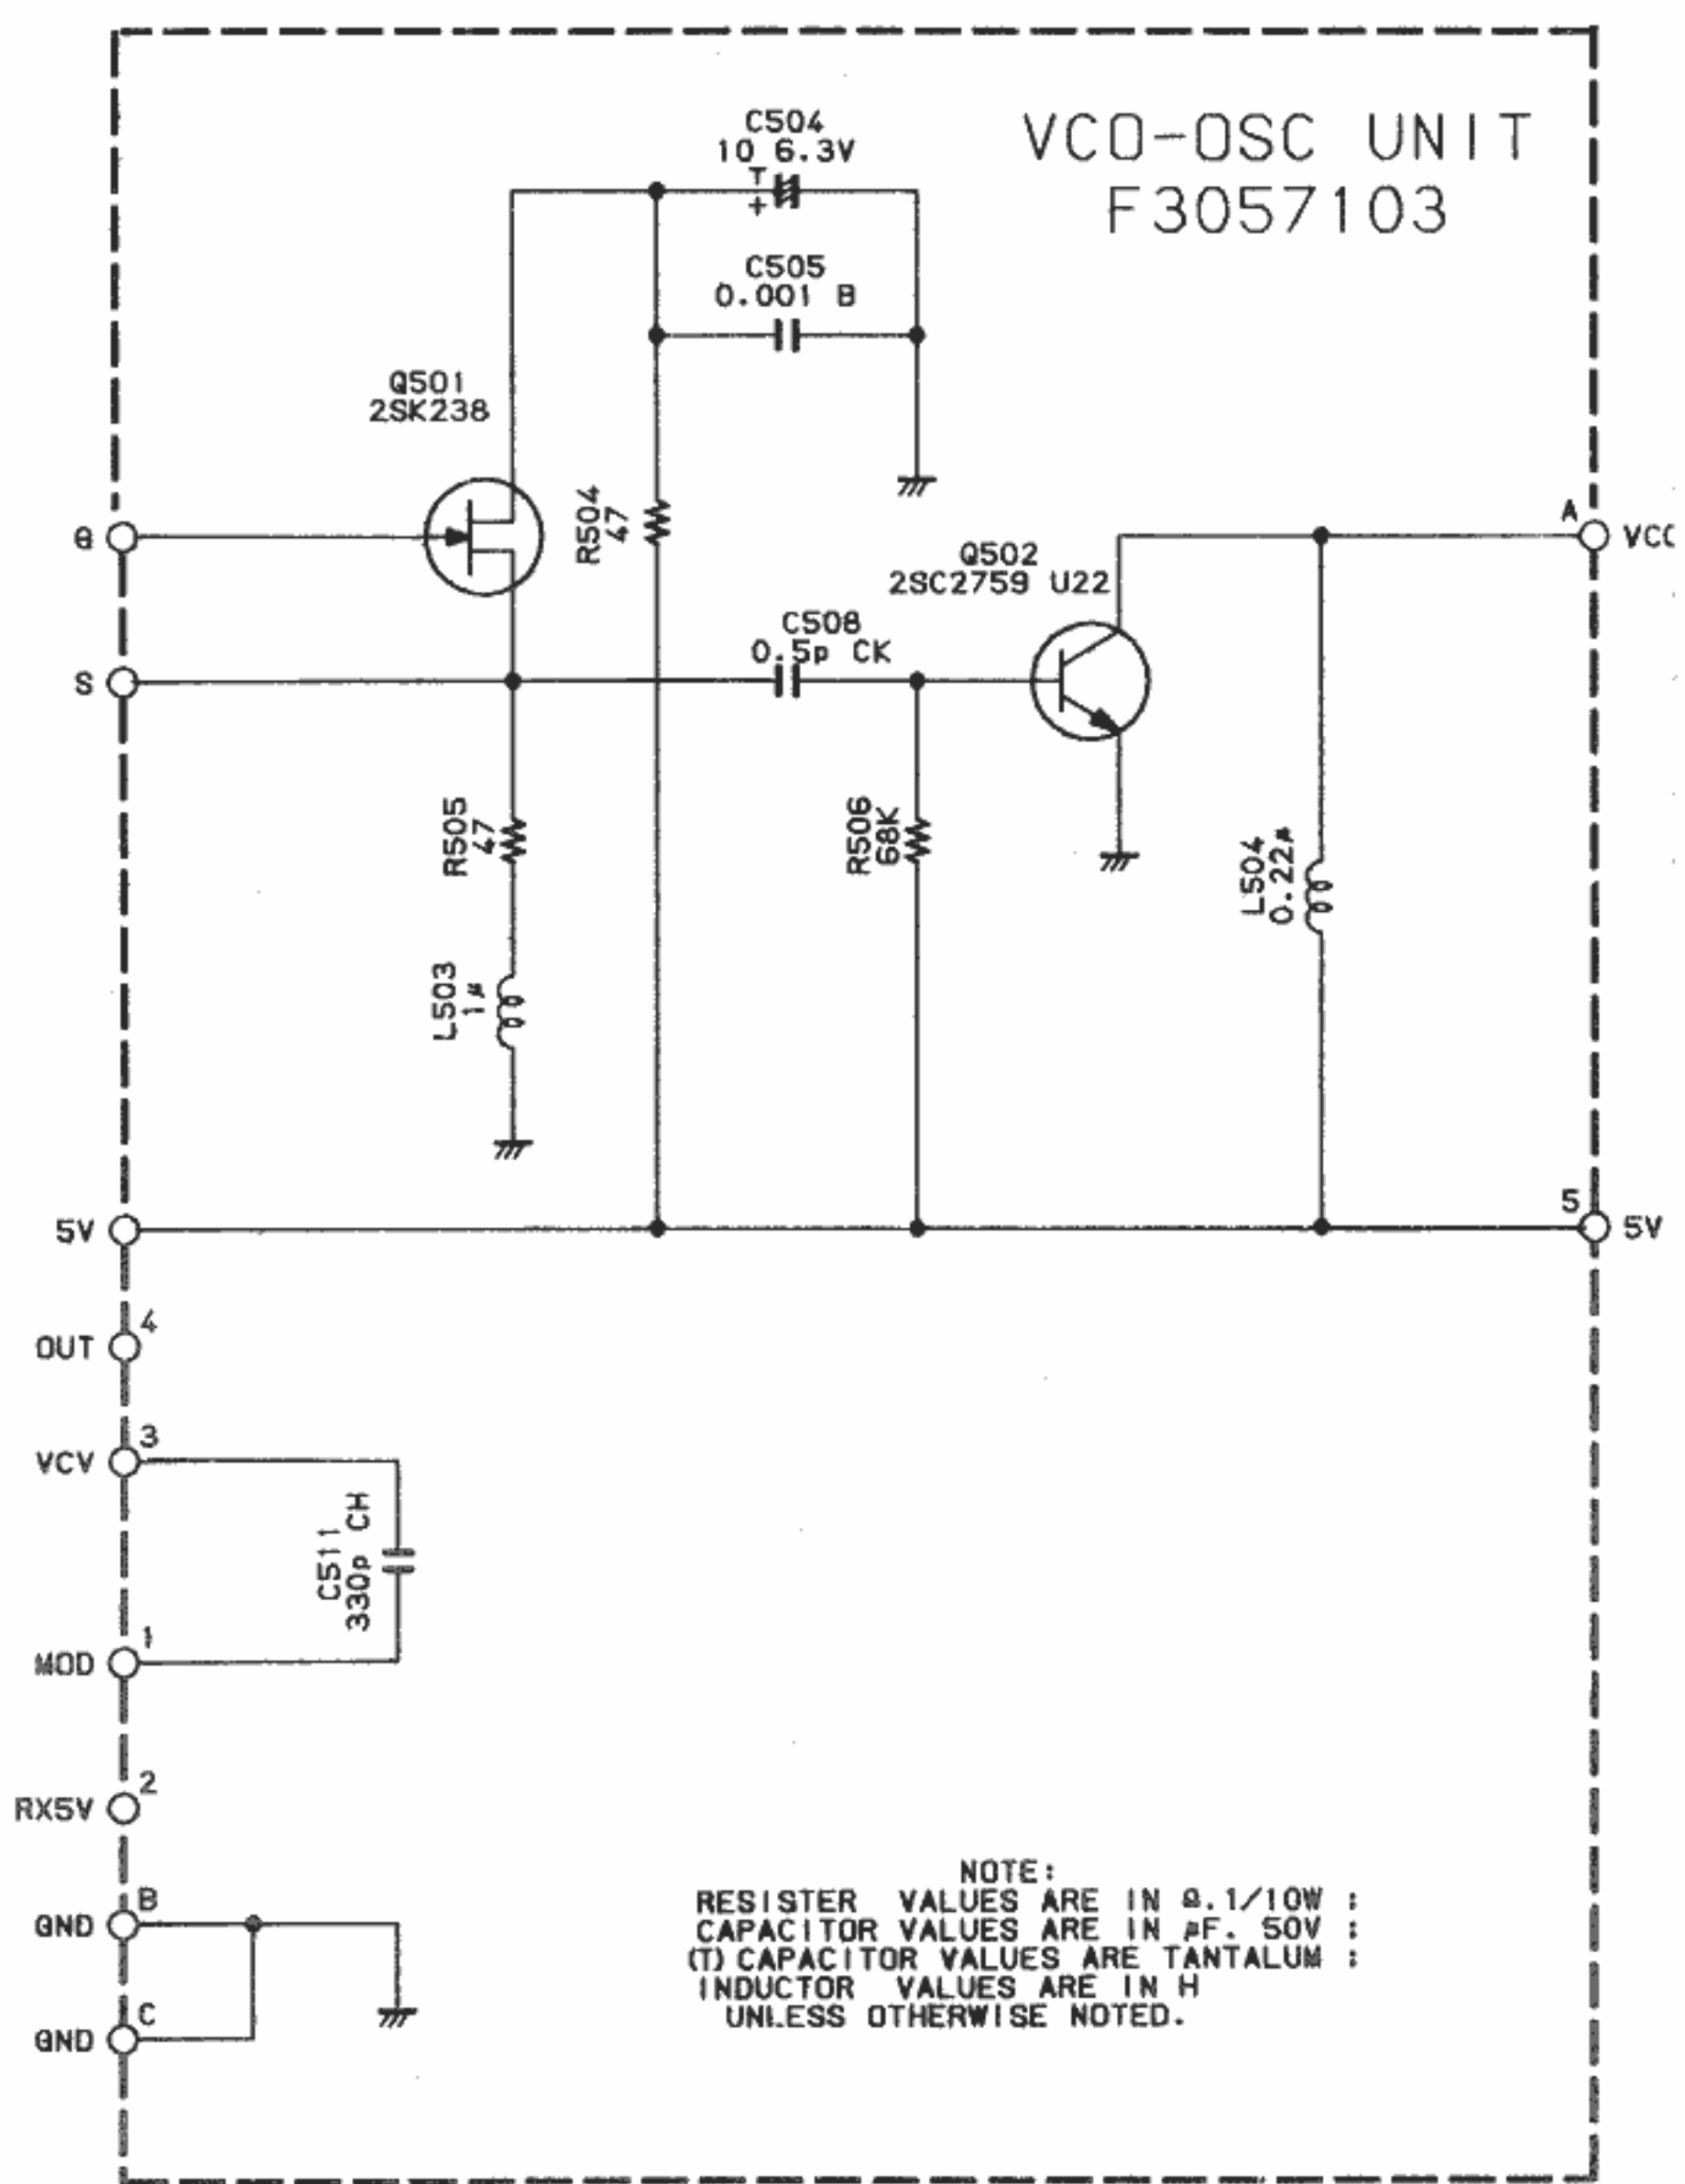 VCO-OSC UNIT
F3057103
C504
10 6.3V
T
+
C505
0.001 B
Q501
2SK238
R504
47
G
A
Q502
2SC2759 U22
C508
0.5p CK
S
R505
47
R506
68K
L504
0.22µ
L503
1µ
5V
5
5V
4
OUT
3
VCV
C511
330p CH
1
MOD
2
RX5V
B
GND
C
GND
NOTE:
RESISTER VALUES ARE IN Ω.1/10W :
CAPACITOR VALUES ARE IN µF. 50V :
(T) CAPACITOR VALUES ARE TANTALUM :
INDUCTOR VALUES ARE IN H
UNLESS OTHERWISE NOTED.